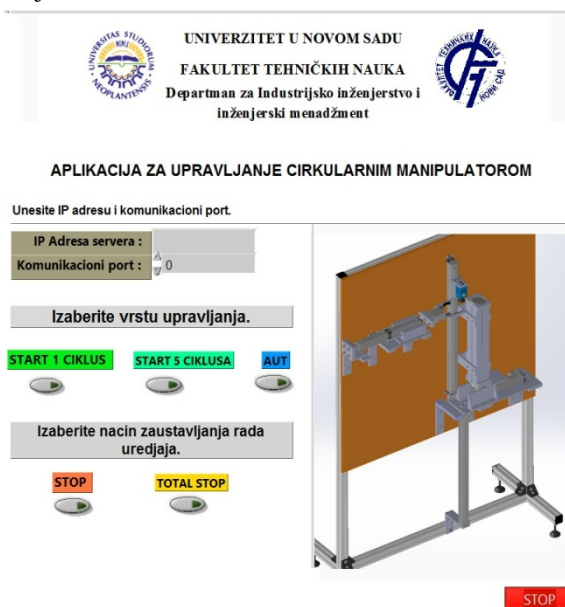 UNIVERZITET U NOVOM SADU
FAKULTET TEHNIČKIH NAUKA
Departman za Industrijsko inženjerstvo i
inženjerski menadžment
APLIKACIJA ZA UPRAVLJANJE CIRKULARNIM MANIPULATOROM
Unesite IP adresu i komunikacioni port.
IP Adresa servera :
Komunikacioni port : 0
Izaberite vrstu upravljanja.
START 1 CIKLUS START 5 CIKLUSA AUT
Izaberite nacin zaustavljanja rada
uredjaja.
STOP TOTAL STOP
STOP